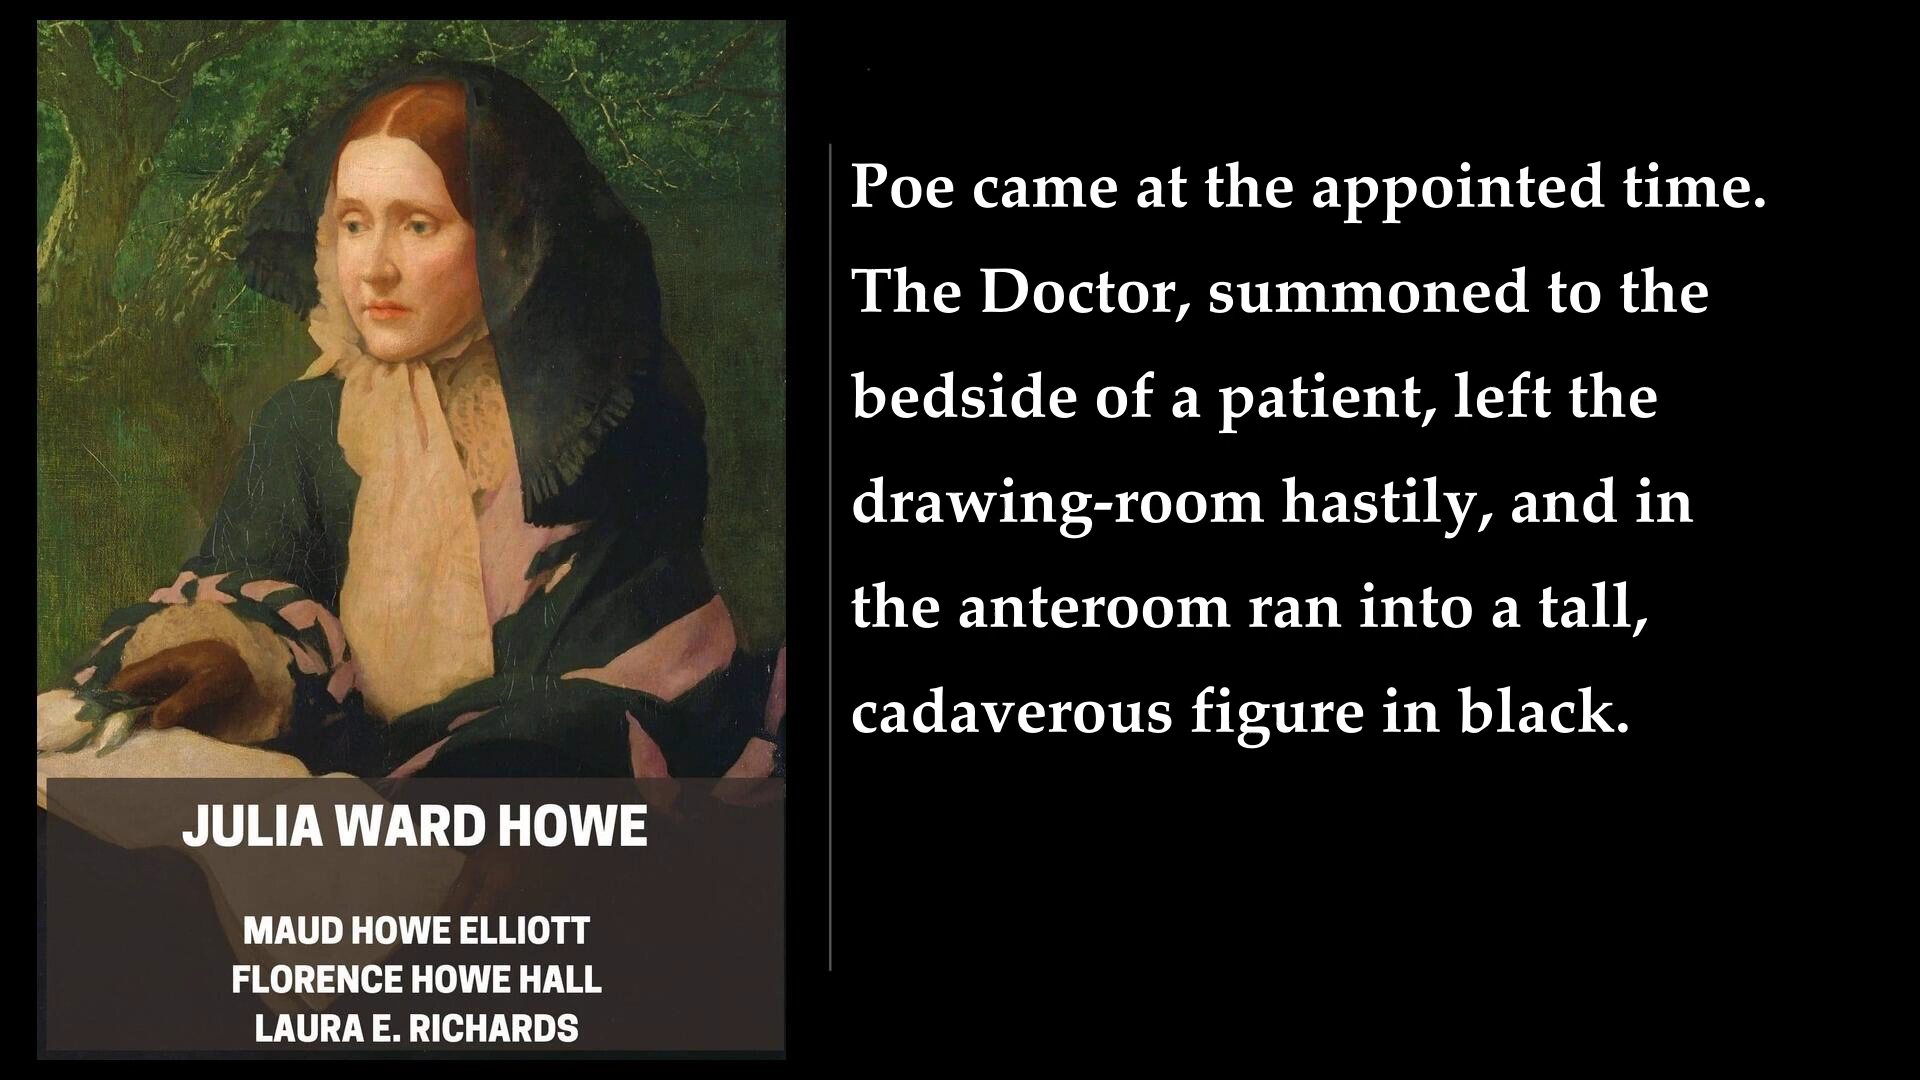 JULIA WARD HOWE
MAUD HOWE ELLIOTT
FLORENCE HOWE HALL
LAURA E. RICHARDS
Poe came at the appointed time.
The Doctor, summoned to the
bedside of a patient, left the
drawing-room hastily, and in
the anteroom ran into a tall,
cadaverous figure in black.